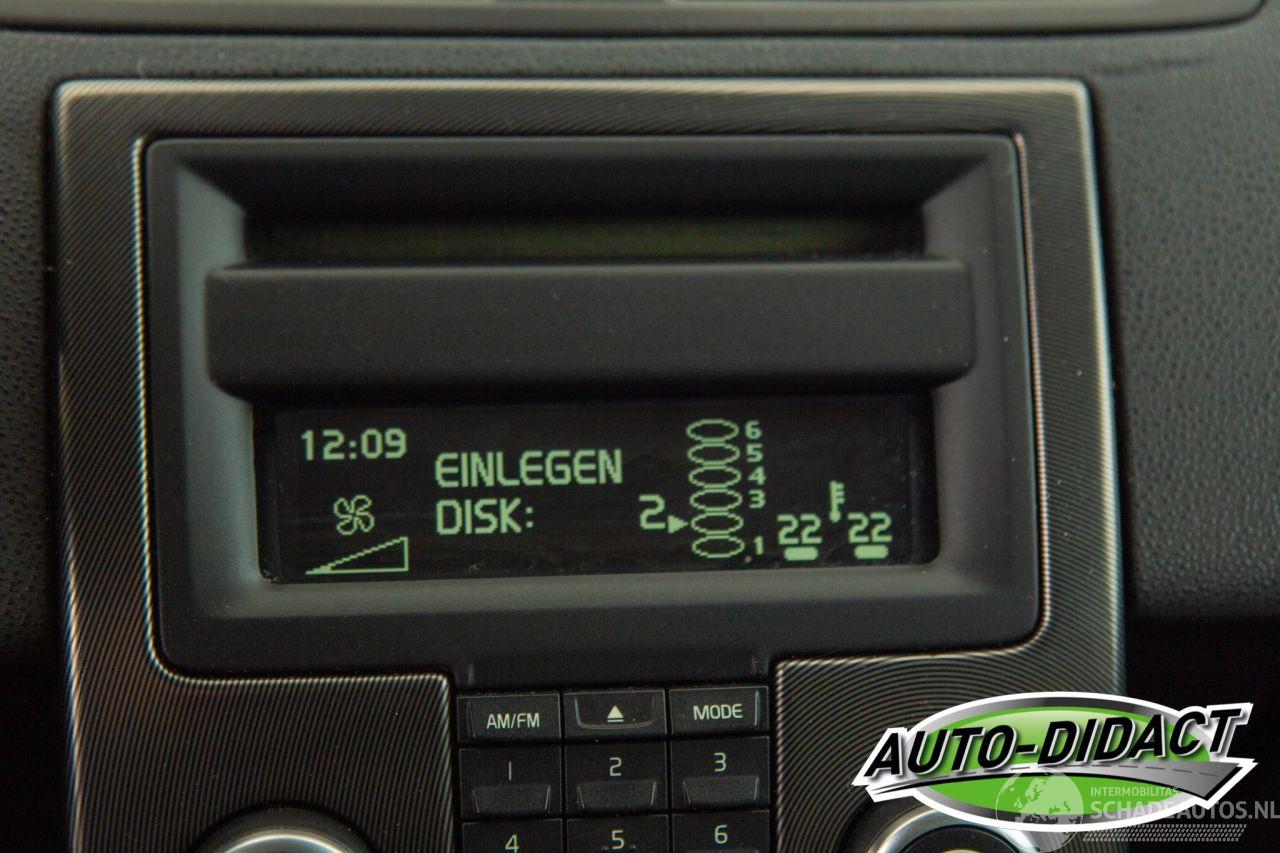 12:09
EINLEGEN
DISK: 2
6
5
4
3
1
22 22
AM/FM MODE
1 2 3
4 5 6
AUTO-DIDACT
INTERMOBILITAS
SCHADEAUTOS.NL